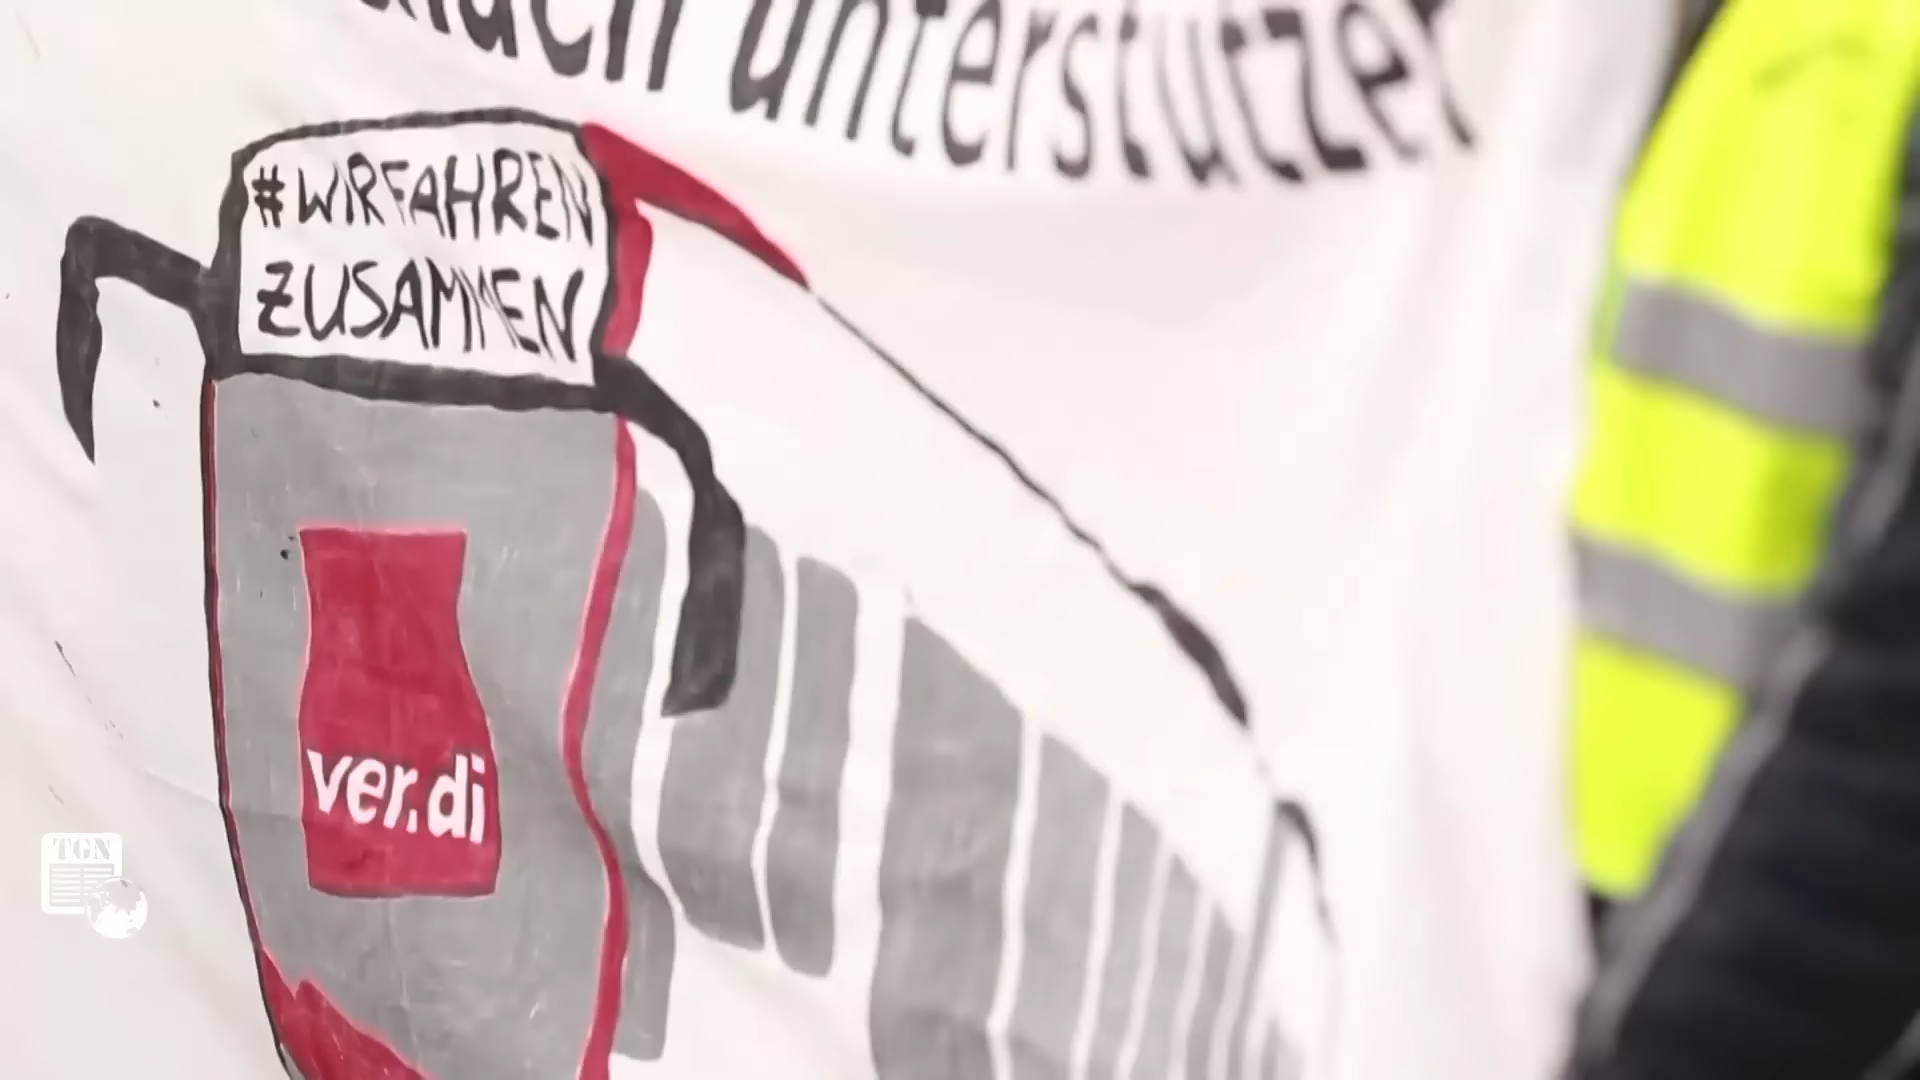 unterstützen
#WIRFAHREN
ZUSAMMEN
ver.di
TGN